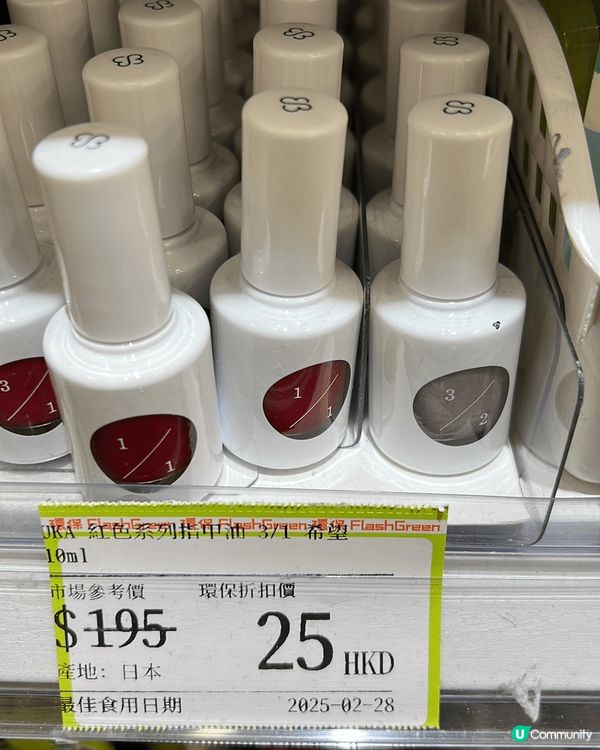 3
1
1
1
1
1
3
2
環保 FlashGreen 環保 FlashGreen 環保 FlashGreen
UKA 紅色系列指甲油 3/1 希望
10ml
市場參考價 環保折扣價
$195 25 HKD
產地: 日本
最佳食用日期 2025-02-28
U Community